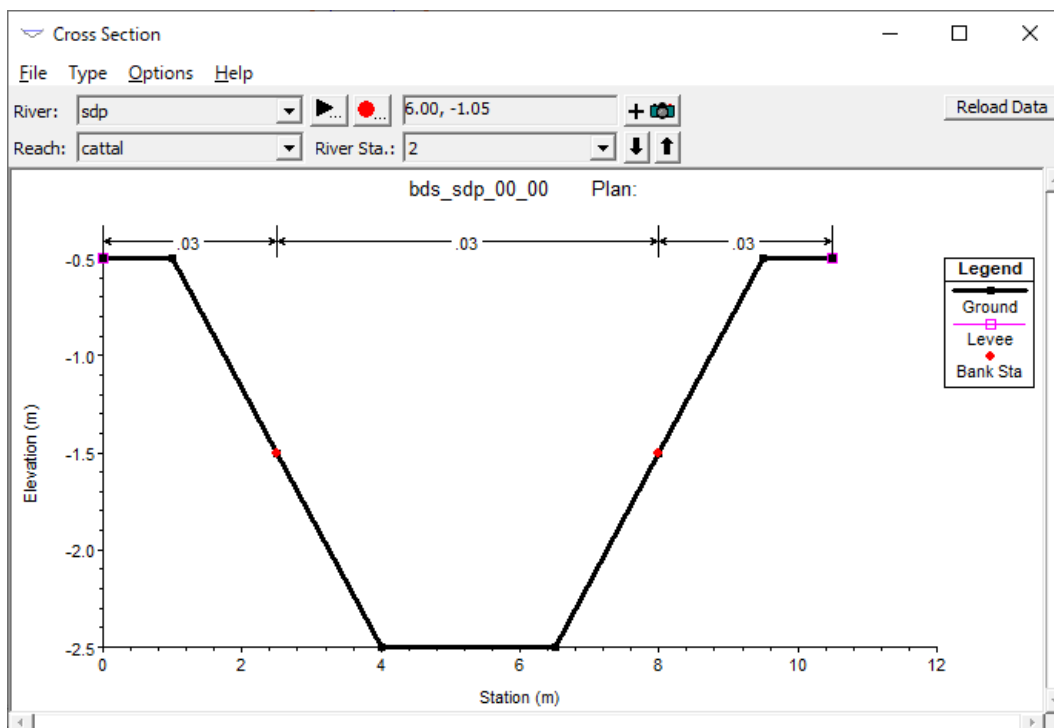 Cross Section
File Type Options Help
River: sdp ... ... 6.00, -1.05 + Reload Data
Reach: cattal River Sta.: 2
bds_sdp_00_00 Plan:
.03 .03 .03
-0.5
-1.0
-1.5
-2.0
-2.5
Elevation (m)
0 2 4 6 8 10 12
Station (m)
Legend
Ground
Levee
Bank Sta